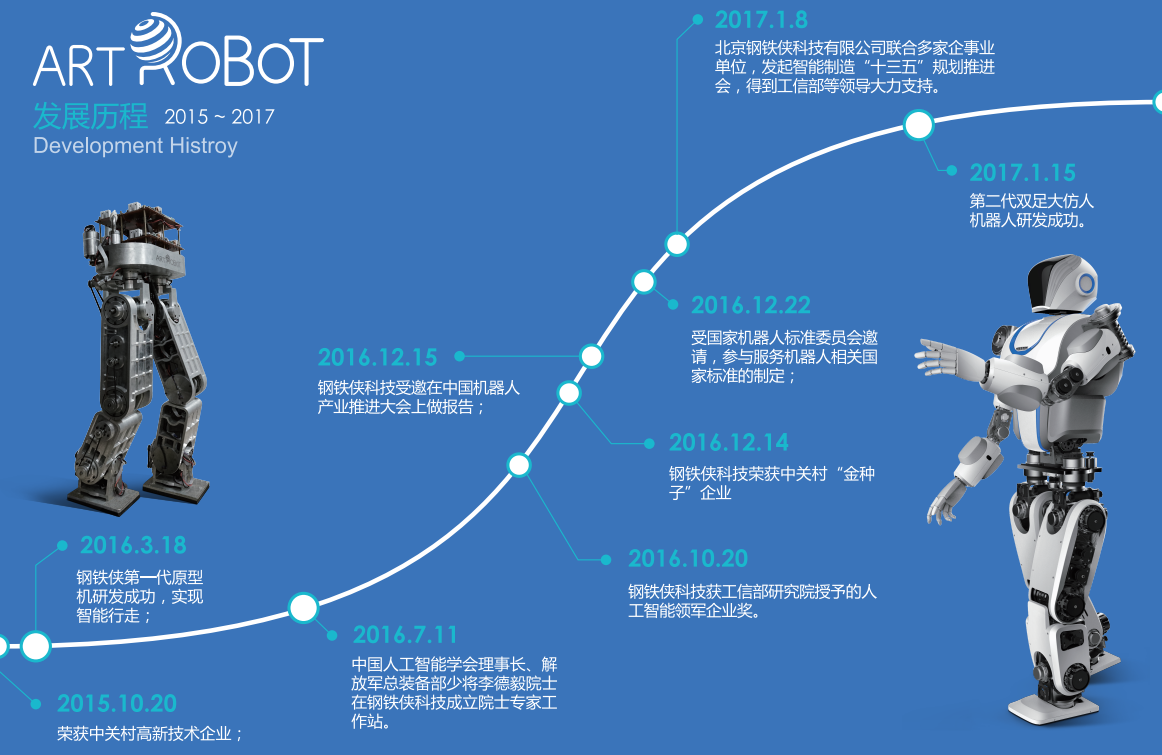 ART ROBOT
发展历程 2015 ~ 2017
Development Histroy
2017.1.8
北京钢铁侠科技有限公司联合多家企事业
单位，发起智能制造“十三五”规划推进
会，得到工信部等领导大力支持。
2017.1.15
第二代双足大仿人
机器人研发成功。
2016.12.22
受国家机器人标准委员会邀
请，参与服务机器人相关国
家标准的制定；
2016.12.15
钢铁侠科技受邀在中国机器人
产业推进大会上做报告；
2016.12.14
钢铁侠科技荣获中关村“金种
子”企业
2016.10.20
钢铁侠科技获工信部研究院授予的人
工智能领军企业奖。
2016.3.18
钢铁侠第一代原型
机研发成功，实现
智能行走；
2016.7.11
中国人工智能学会理事长、解
放军总装备部少将李德毅院士
在钢铁侠科技成立院士专家工
作站。
2015.10.20
荣获中关村高新技术企业；